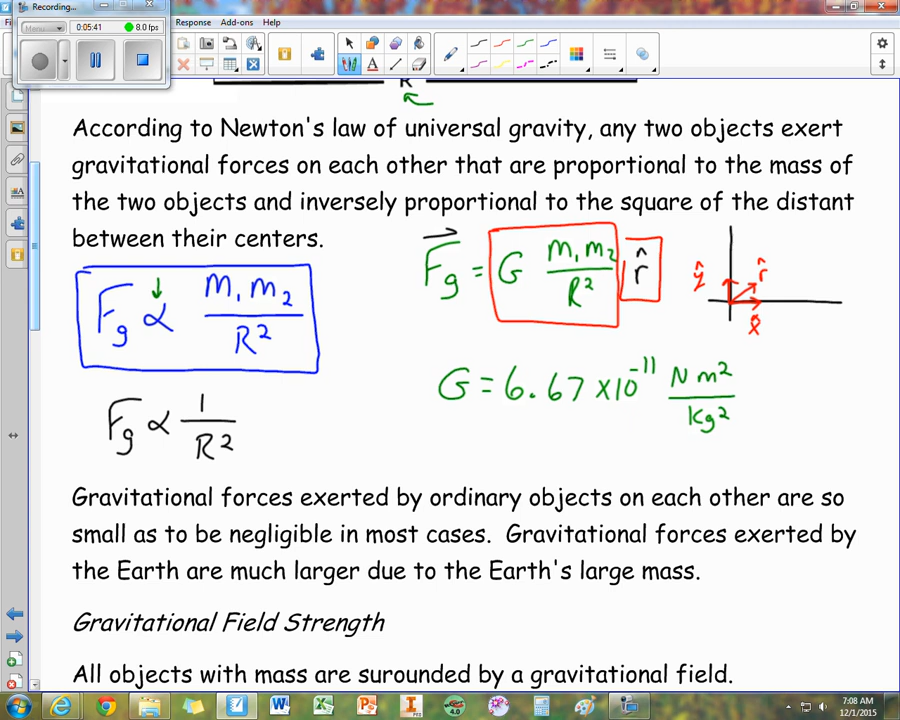 Recording...
Menu
0:05:41
8.0 fps
Response Add-ons Help
R
According to Newton's law of universal gravity, any two objects exert
gravitational forces on each other that are proportional to the mass of
the two objects and inversely proportional to the square of the distant
between their centers.
F⃗g = G m₁m₂/R² r̂
ŷ r̂
x̂
Fg ∝ m₁m₂/R²
G = 6.67 x10⁻¹¹ Nm²/kg²
Fg ∝ 1/R²
Gravitational forces exerted by ordinary objects on each other are so
small as to be negligible in most cases. Gravitational forces exerted by
the Earth are much larger due to the Earth's large mass.
Gravitational Field Strength
All objects with mass are surounded by a gravitational field.
7:08 AM
12/1/2015